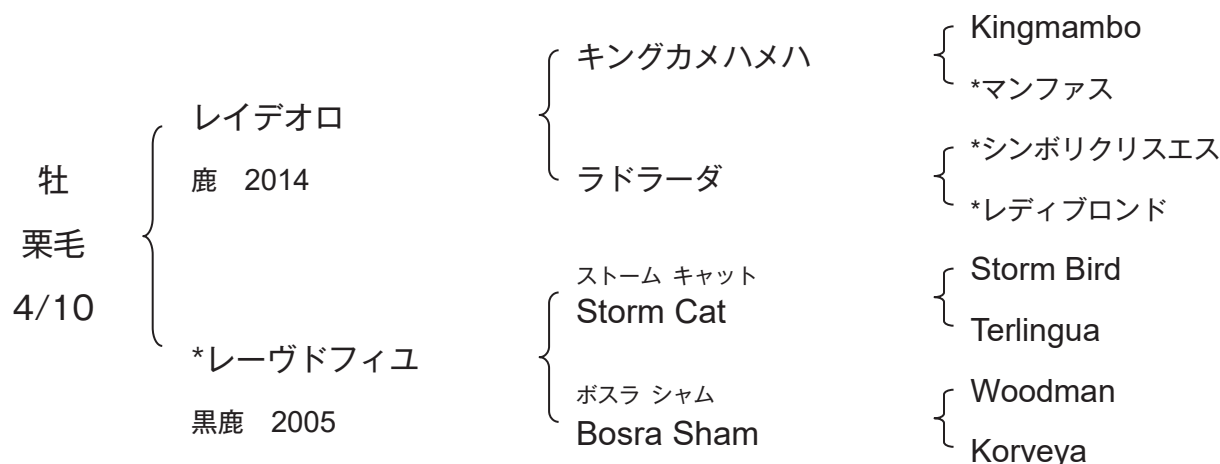 牡
栗毛
4/10
レイデオロ
鹿　2014
*レーヴドフィユ
黒鹿　2005
キングカメハメハ
ラドラーダ
ストーム キャット
Storm Cat
ボスラ シャム
Bosra Sham
Kingmambo
*マンファス
*シンボリクリスエス
*レディブロンド
Storm Bird
Terlingua
Woodman
Korveya